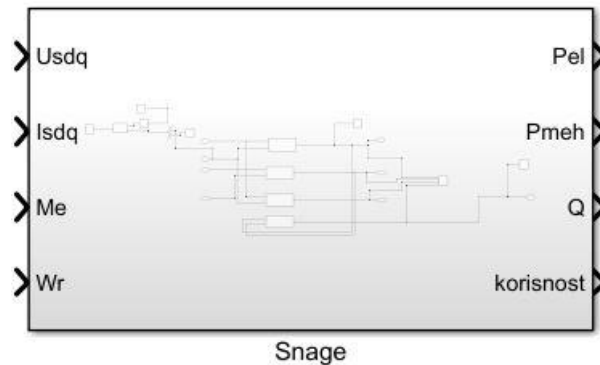 Usdq
Pel
Isdq
Pmeh
Me
Q
Wr
korisnost
Snage